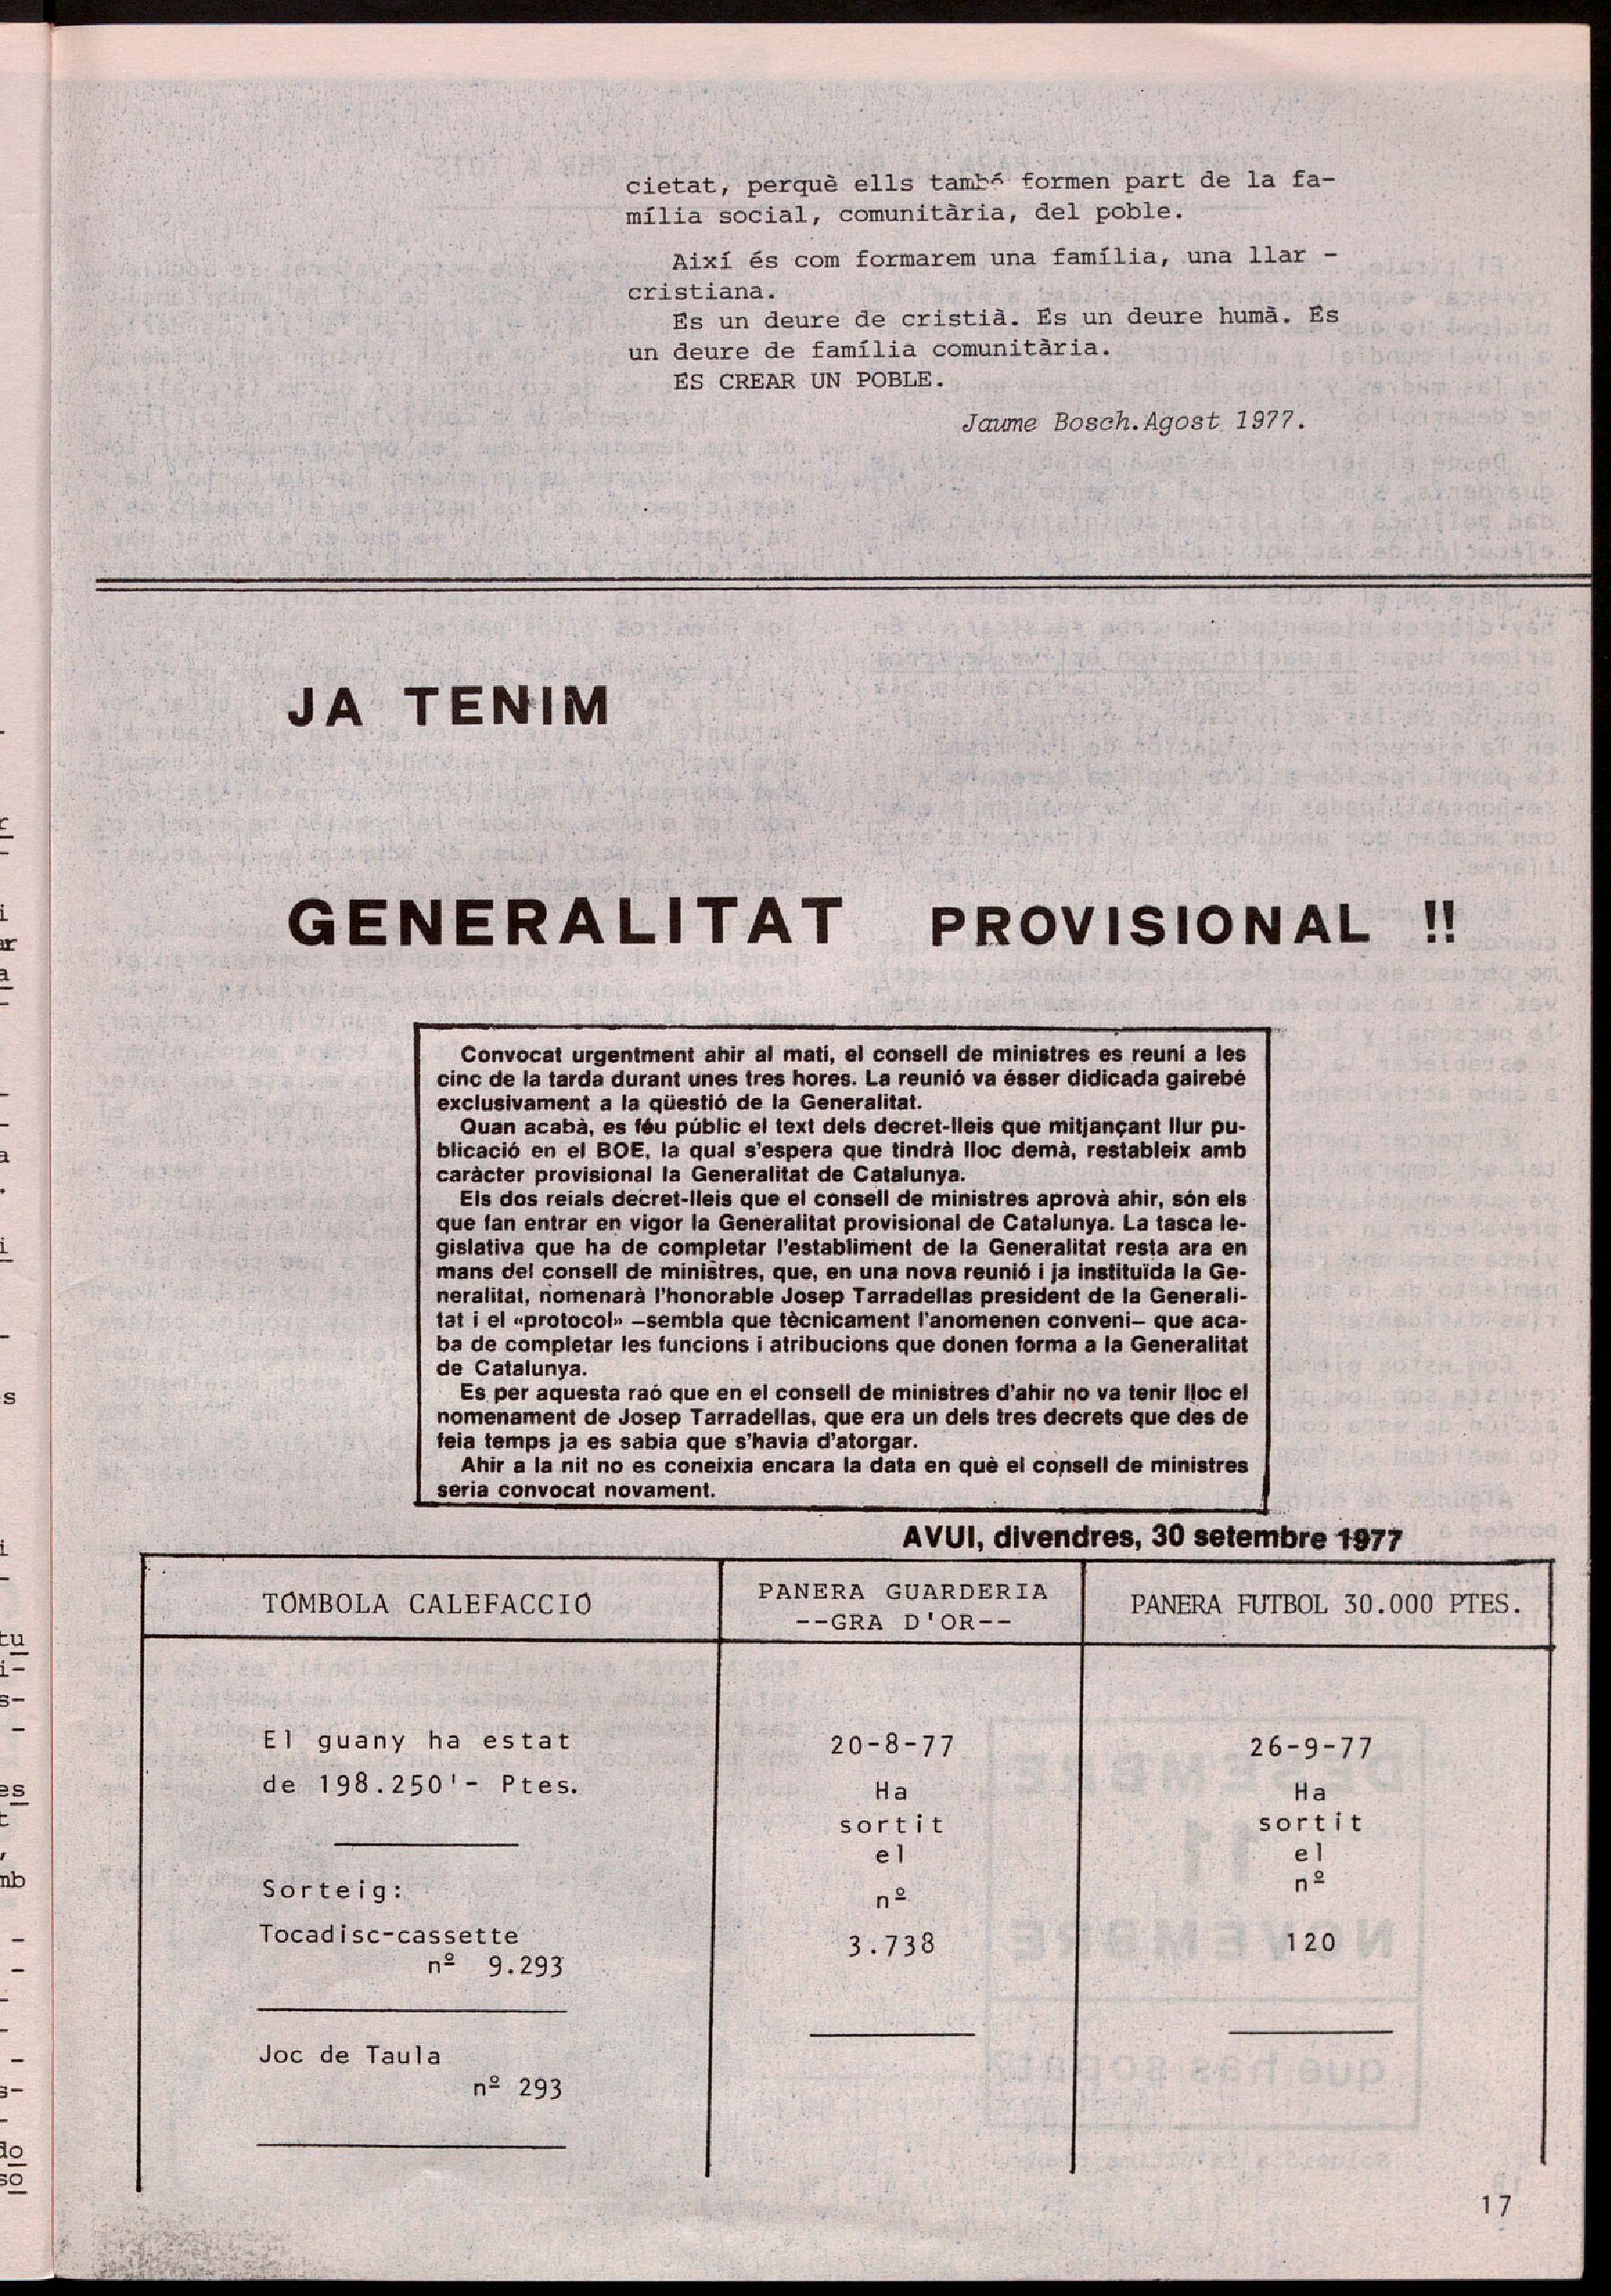 cietat, perquè ells també formen part de la fa-
mília social, comunitària, del poble.
Així és com formarem una família, una llar -
cristiana.
Es un deure de cristià. Es un deure humà. Es
un deure de família comunitària.
ES CREAR UN POBLE.
Jaume Bosch.Agost 1977.
JA TENIM
GENERALITAT PROVISIONAL !!
Convocat urgentment ahir al matí, el consell de ministres es reuní a les
cinc de la tarda durant unes tres hores. La reunió va ésser didicada gairebé
exclusivament a la qüestió de la Generalitat.
Quan acabà, es féu públic el text dels decret-lleis que mitjançant llur pu-
blicació en el BOE, la qual s'espera que tindrà lloc demà, restableix amb
caràcter provisional la Generalitat de Catalunya.
Els dos reials decret-lleis que el consell de ministres aprovà ahir, són els
que fan entrar en vigor la Generalitat provisional de Catalunya. La tasca le-
gislativa que ha de completar l'establiment de la Generalitat resta ara en
mans del consell de ministres, que, en una nova reunió i ja instituïda la Ge-
neralitat, nomenarà l'honorable Josep Tarradellas president de la Generali-
tat i el «protocol» —sembla que tècnicament l'anomenen conveni— que aca-
ba de completar les funcions i atribucions que donen forma a la Generalitat
de Catalunya.
Es per aquesta raó que en el consell de ministres d'ahir no va tenir lloc el
nomenament de Josep Tarradellas, que era un dels tres decrets que des de
feia temps ja es sabia que s'havia d'atorgar.
Ahir a la nit no es coneixia encara la data en què el consell de ministres
seria convocat novament.
AVUI, divendres, 30 setembre 1977
TOMBOLA CALEFACCIO
El guany ha estat
de 198.250'- Ptes.
Sorteig:
Tocadisc-cassette
nº 9.293
Joc de Taula
nº 293
PANERA GUARDERIA
--GRA D'OR--
20-8-77
Ha
sortit
el
nº
3.738
PANERA FUTBOL 30.000 PTES.
26-9-77
Ha
sortit
el
nº
120
17